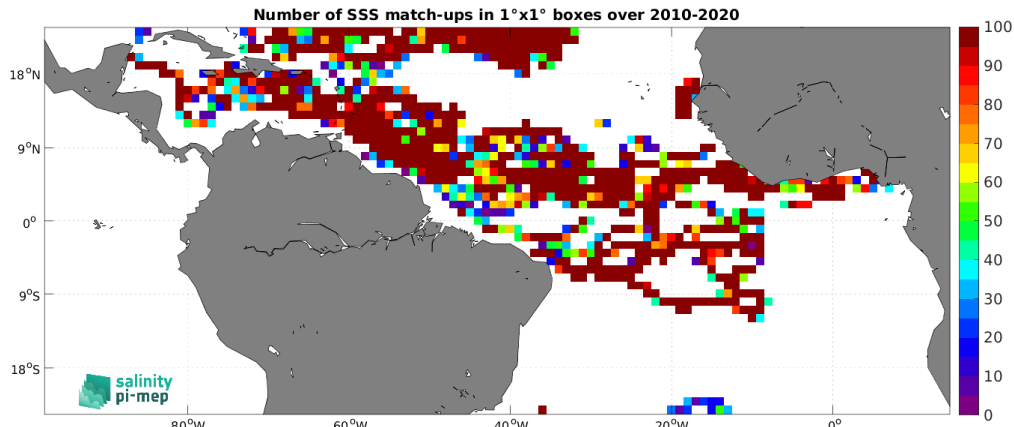 Number of SSS match-ups in 1°x1° boxes over 2010-2020
100
90
80
70
60
50
40
30
20
10
0
18°N
9°N
0°
9°S
18°S
salinity
pi-mep
80°W
60°W
40°W
20°W
0°